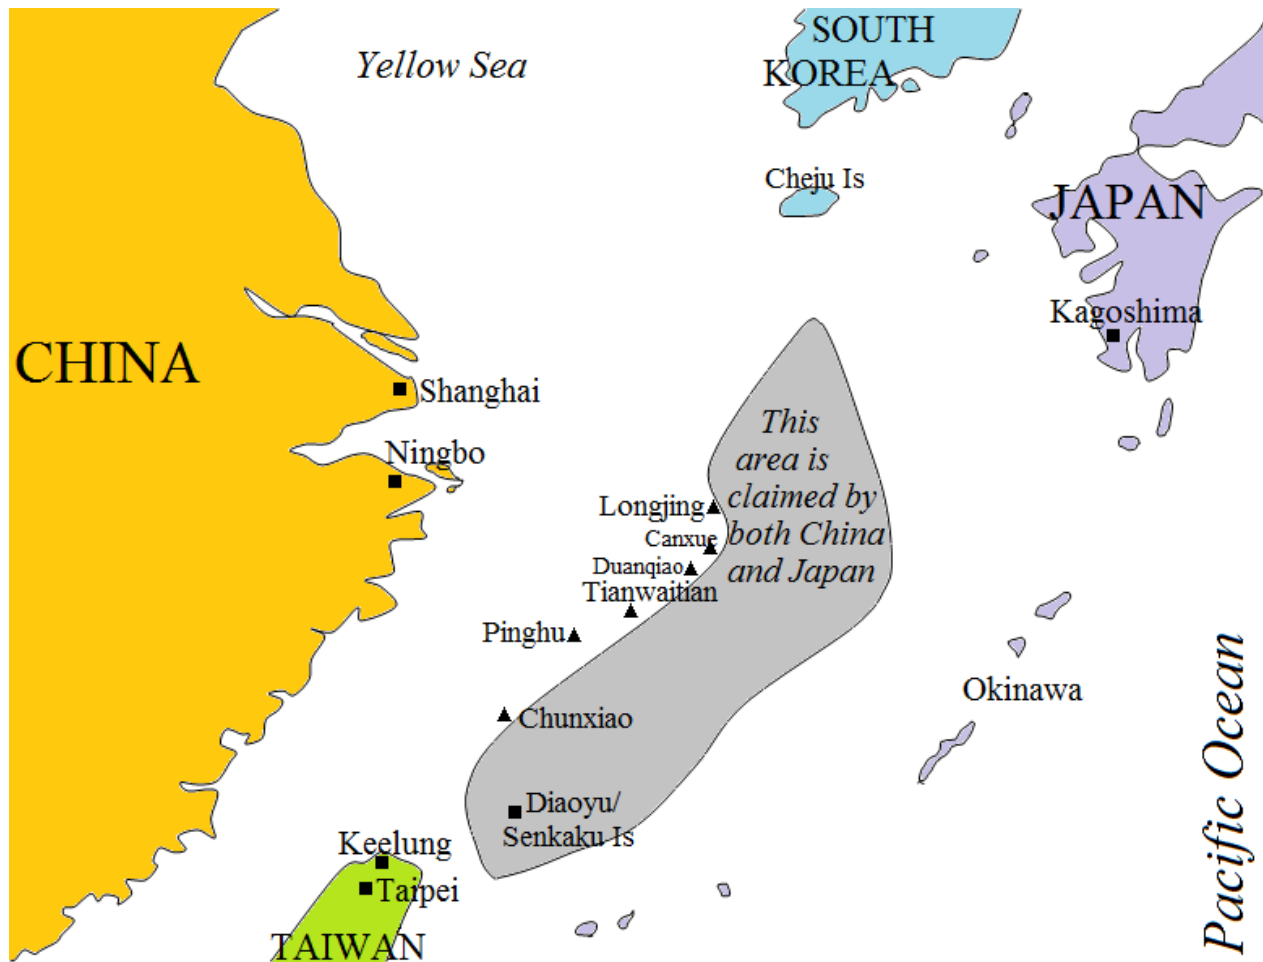 Yellow Sea
SOUTH
KOREA
Cheju Is
JAPAN
Kagoshima
CHINA
Shanghai
Ningbo
This
area is
claimed by
both China
and Japan
Longjing
Canxue
Duanqiao
Tianwaitian
Pinghu
Chunxiao
Okinawa
Pacific Ocean
Diaoyu/
Senkaku Is
Keelung
Taipei
TAIWAN